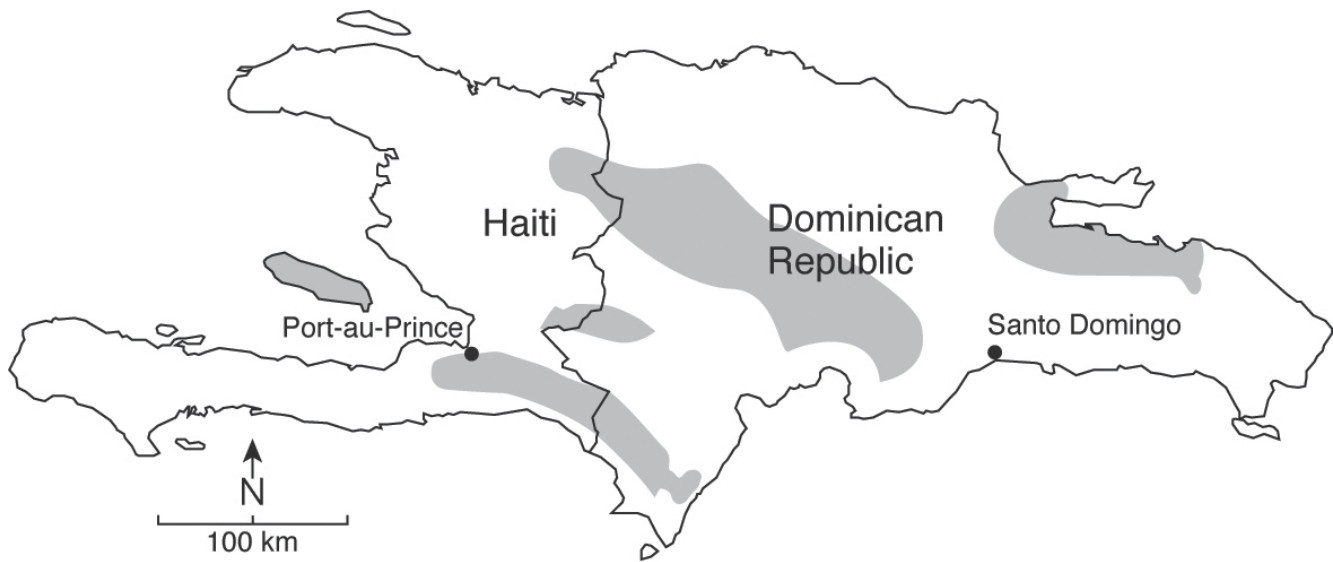 Haiti
Dominican
Republic
Port-au-Prince
Santo Domingo
N
100 km